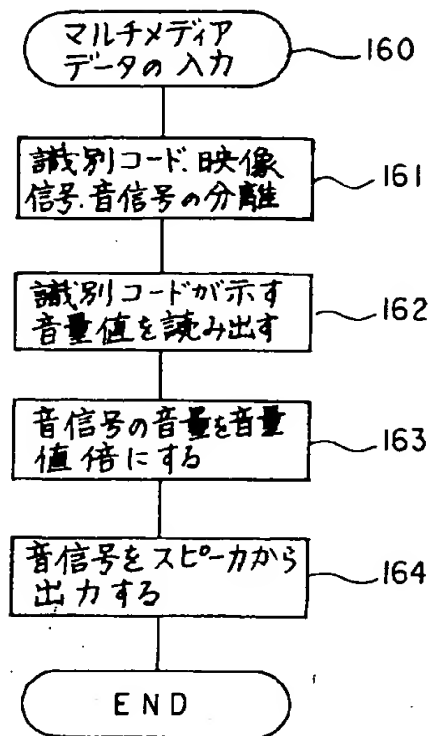 マルチメディア
データの入力
160
識別コード.映像
信号.音信号の分離
161
識別コードが示す
音量値を読み出す
162
音信号の音量を音量
値倍にする
163
音信号をスピーカから
出力する
164
END